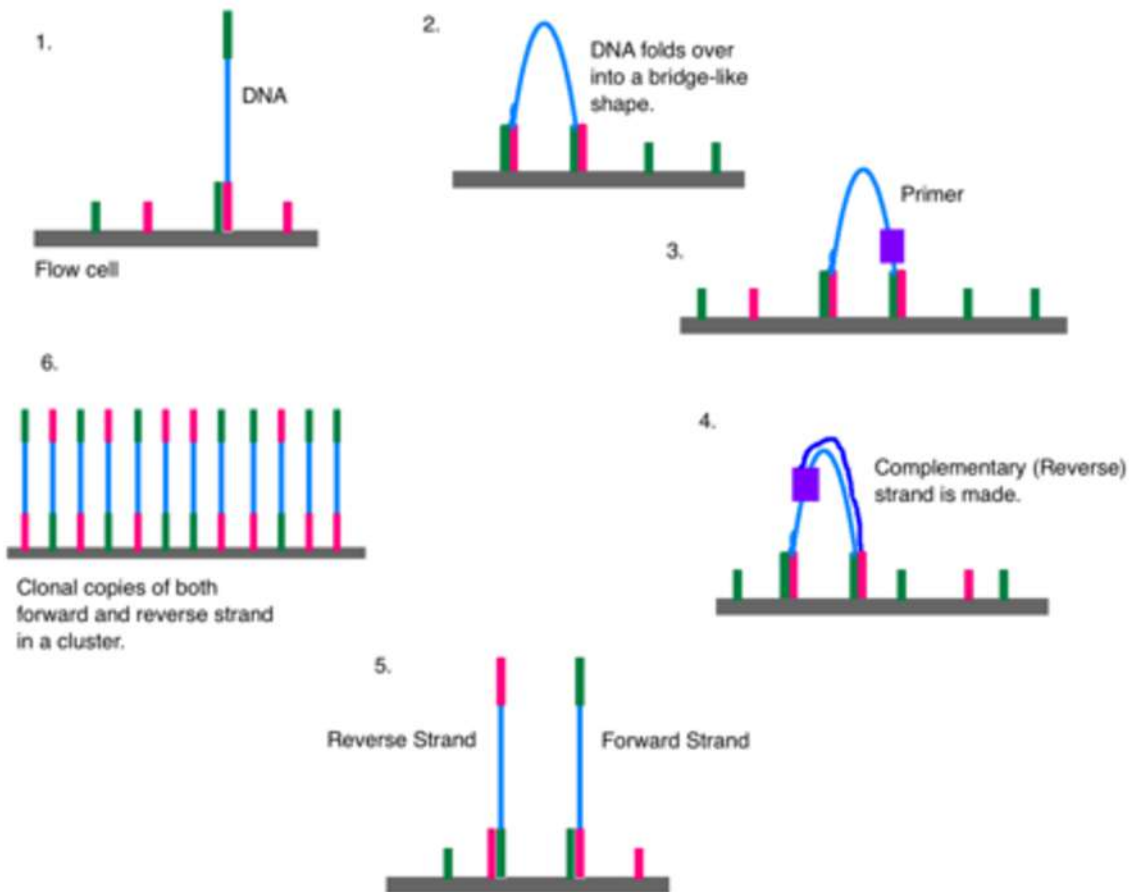 1.
DNA
Flow cell
2.
DNA folds over
into a bridge-like
shape.
3.
Primer
4.
Complementary (Reverse)
strand is made.
5.
Reverse Strand
Forward Strand
6.
Clonal copies of both
forward and reverse strand
in a cluster.